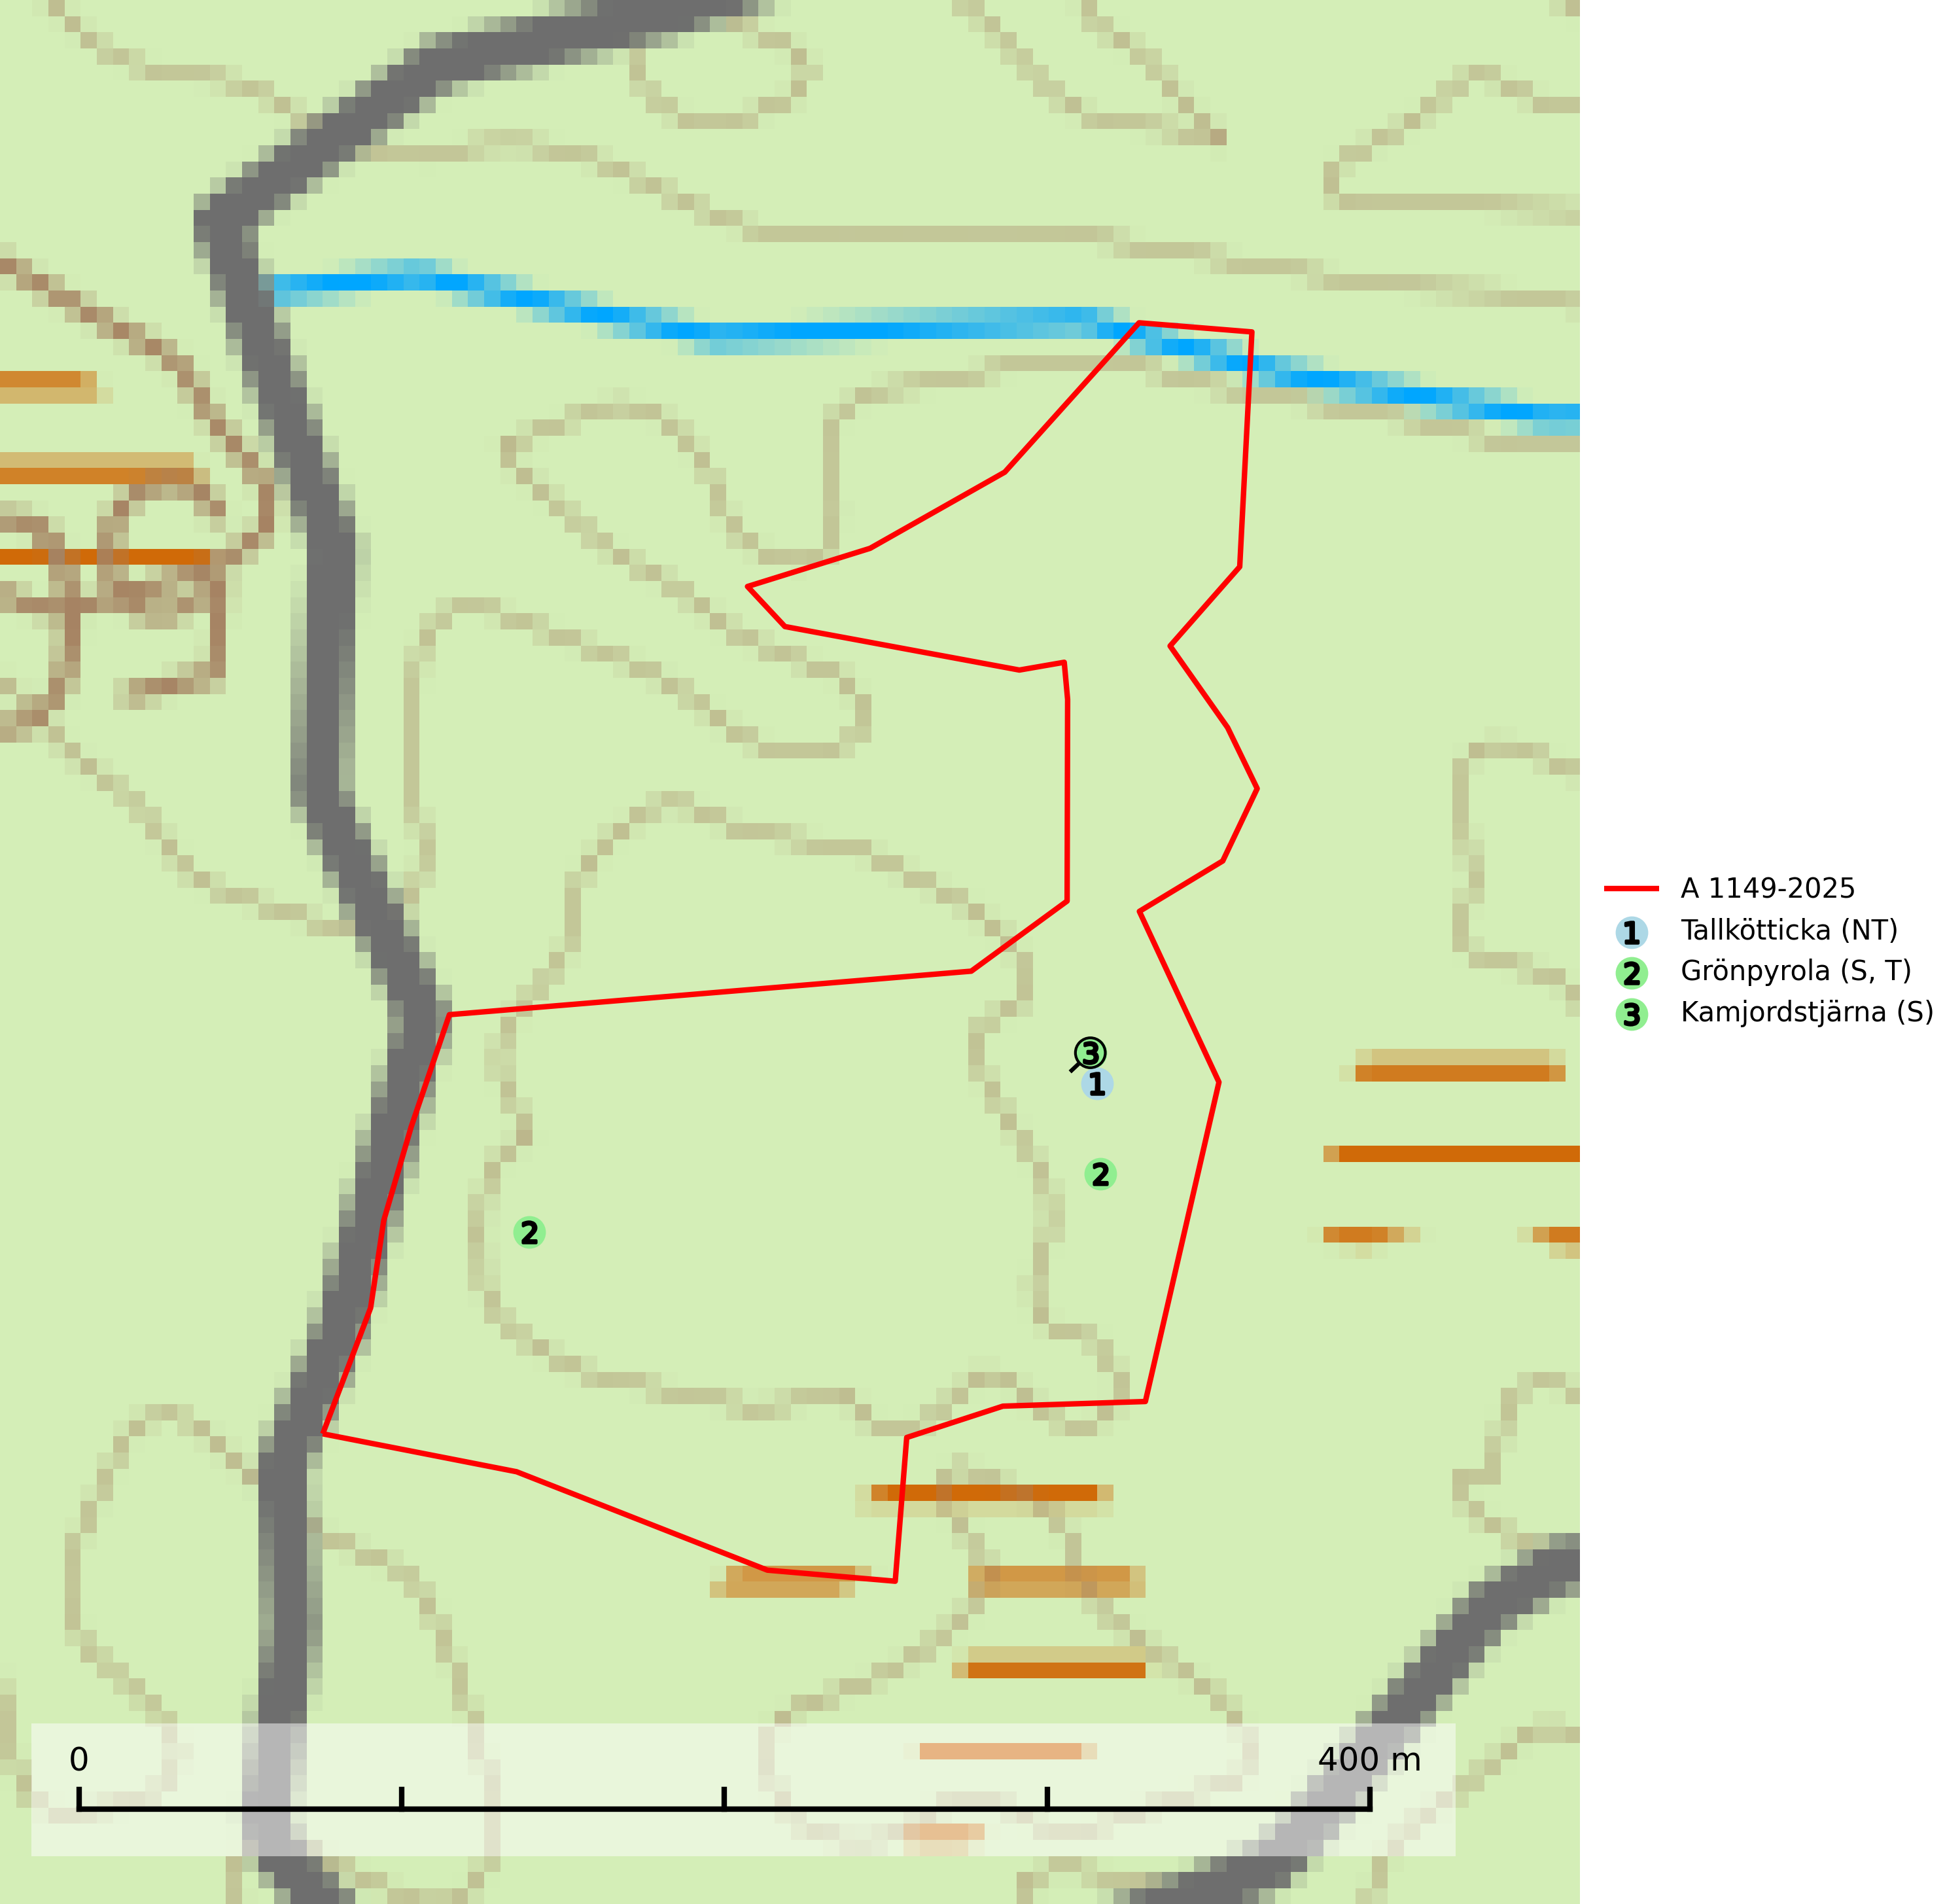 A 1149-2025
1 Tallkötticka (NT)
2 Grönpyrola (S, T)
3 Kamjordstjärna (S)
3
1
2
2
0 400 m